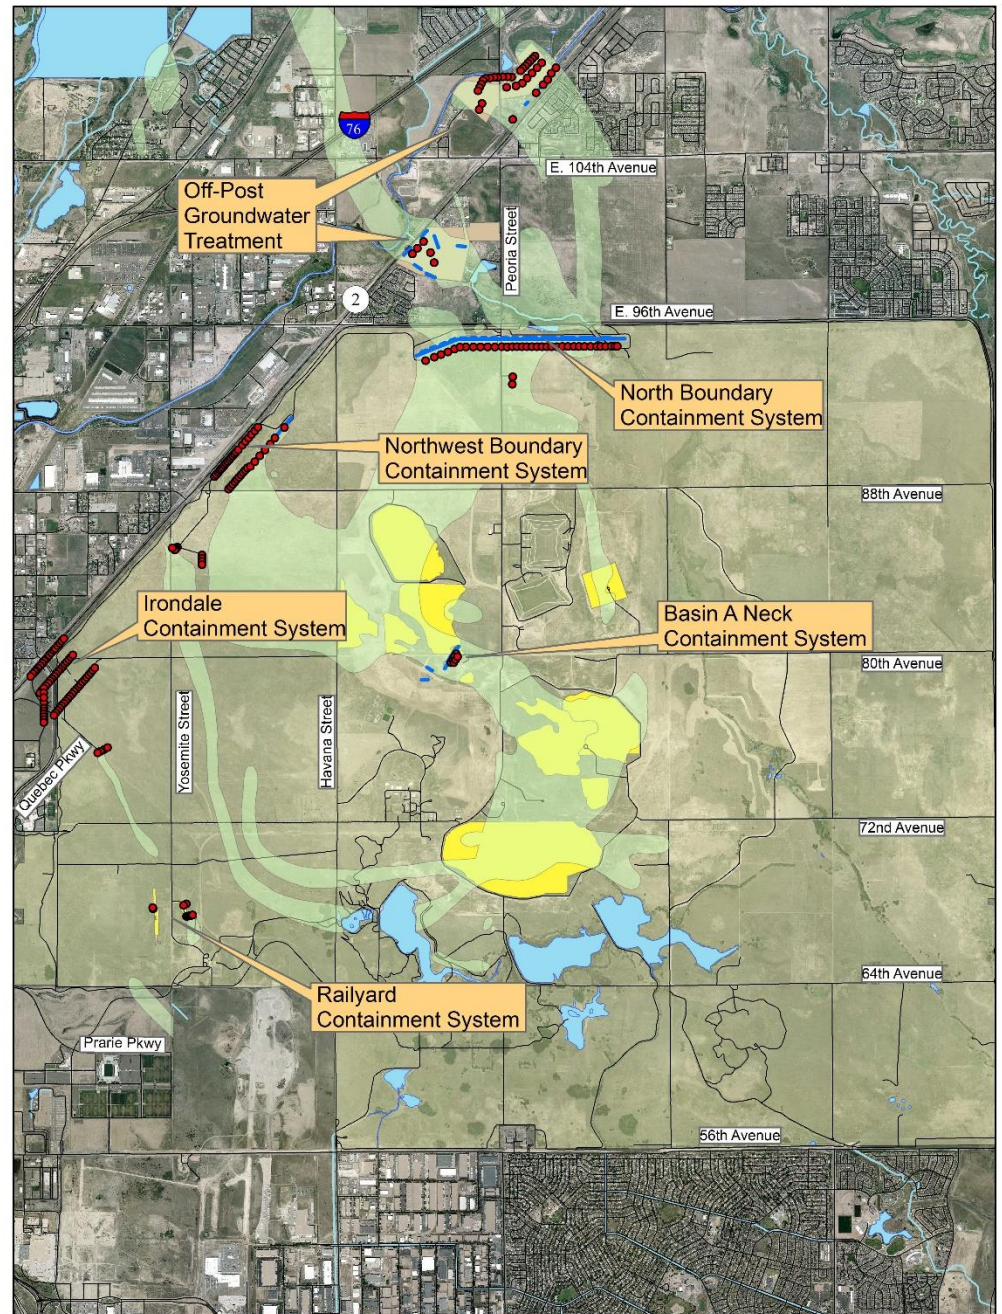 76
E. 104th Avenue
Off-Post
Groundwater
Treatment
Peoria Street
2
E. 96th Avenue
North Boundary
Containment System
Northwest Boundary
Containment System
88th Avenue
Irondale
Containment System
Basin A Neck
Containment System
80th Avenue
Yosemite Street
Havana Street
Quebec Pkwy
72nd Avenue
64th Avenue
Railyard
Containment System
Prarie Pkwy
56th Avenue